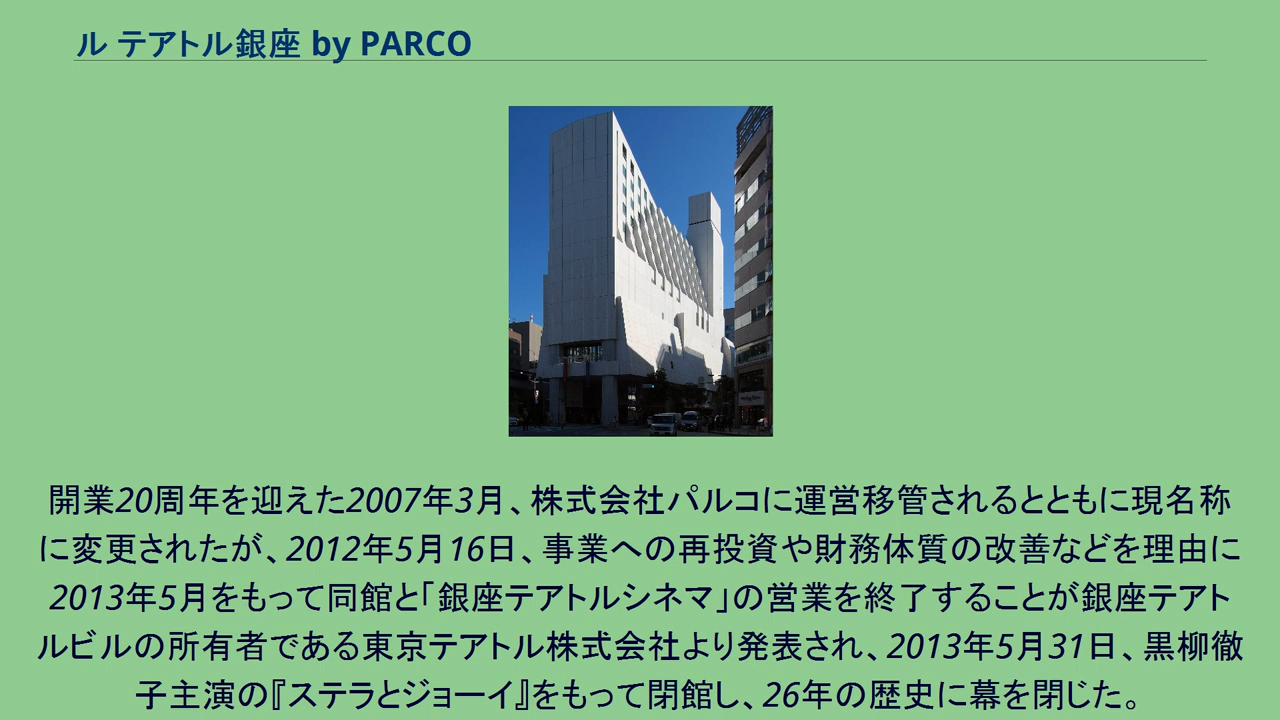 ル テアトル銀座 by PARCO
開業20周年を迎えた2007年3月、株式会社パルコに運営移管されるとともに現名称
に変更されたが、2012年5月16日、事業への再投資や財務体質の改善などを理由に
2013年5月をもって同館と「銀座テアトルシネマ」の営業を終了することが銀座テアト
ルビルの所有者である東京テアトル株式会社より発表され、2013年5月31日、黒柳徹
子主演の『ステラとジョーイ』をもって閉館し、26年の歴史に幕を閉じた。